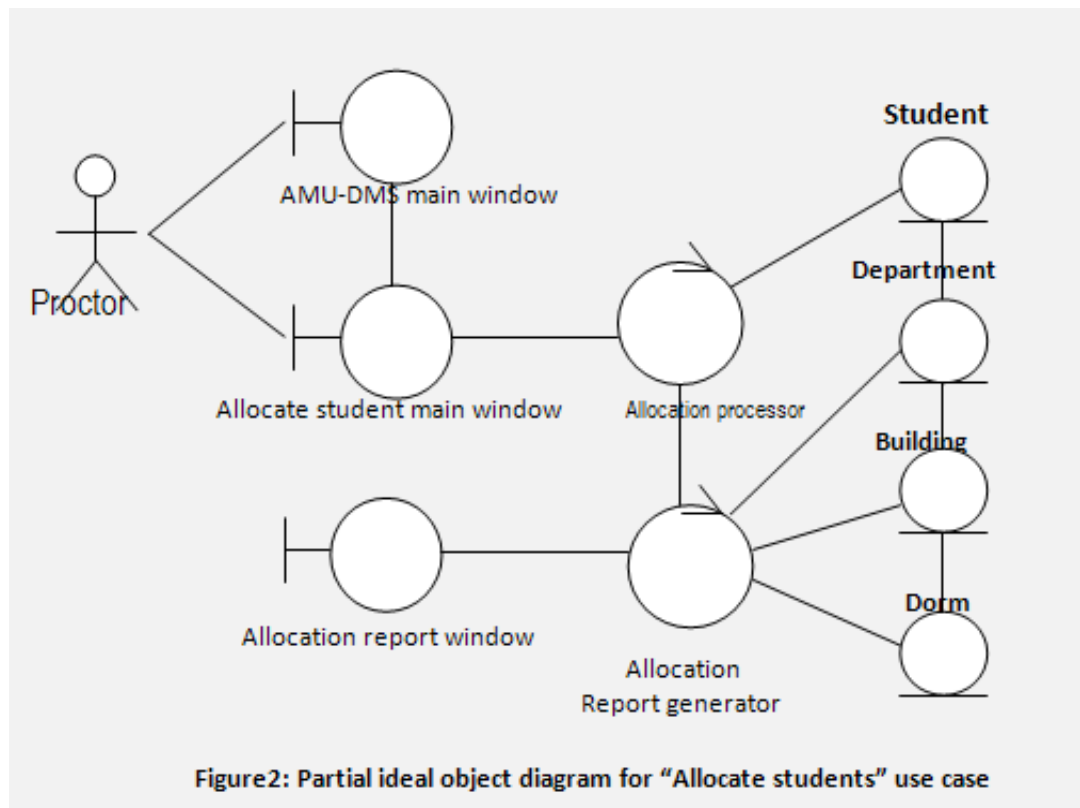 Student
AMU-DMS main window
Department
Proctor
Allocate student main window
Allocation processor
Building
Dorm
Allocation report window
Allocation
Report generator
Figure2: Partial ideal object diagram for “Allocate students” use case